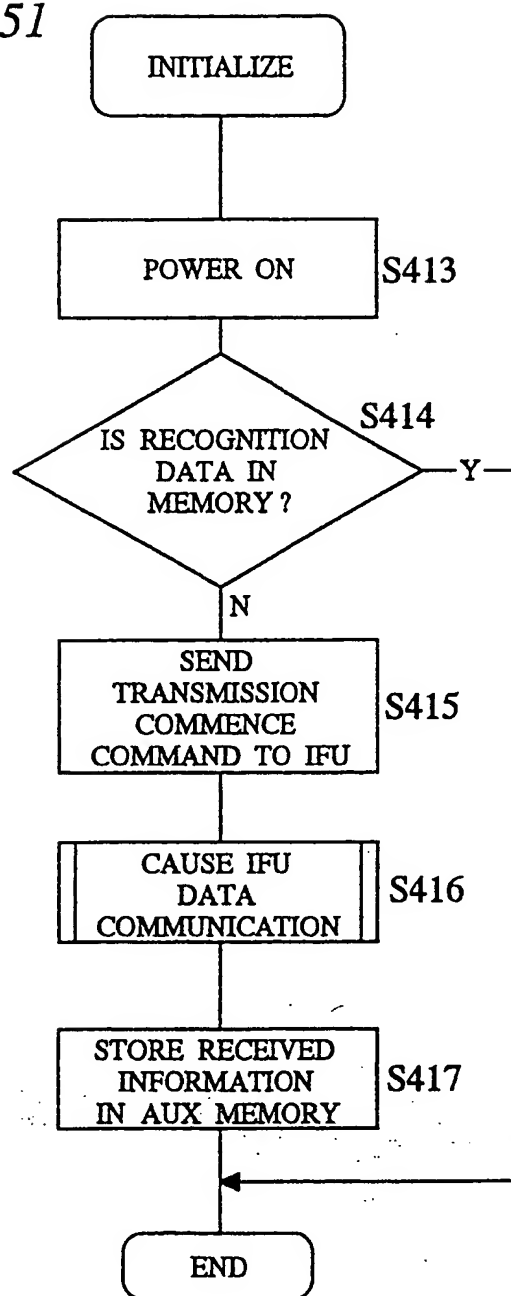 51
INITIALIZE
POWER ON
S413
S414
IS RECOGNITION
DATA IN
MEMORY ?
Y
N
SEND
TRANSMISSION
COMMENCE
COMMAND TO IFU
S415
CAUSE IFU
DATA
COMMUNICATION
S416
STORE RECEIVED
INFORMATION
IN AUX MEMORY
S417
END